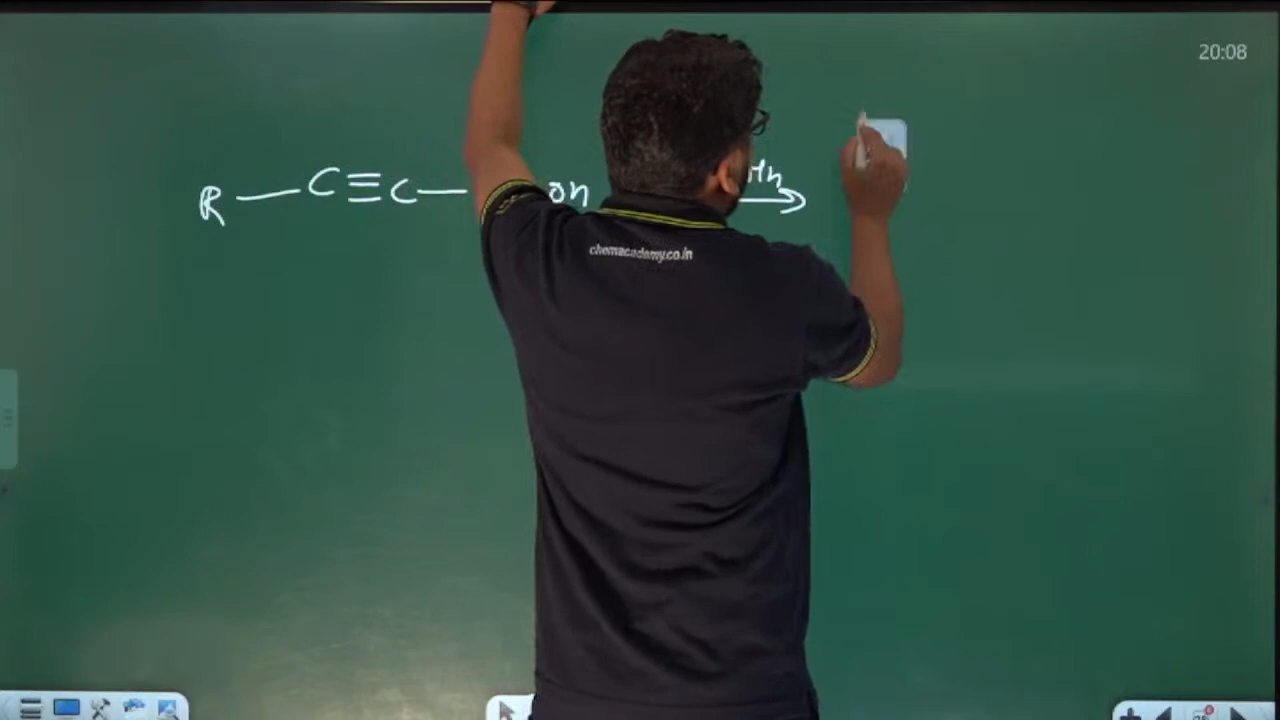 20:08
R — C≡C — OH →
chemacademy.co.in